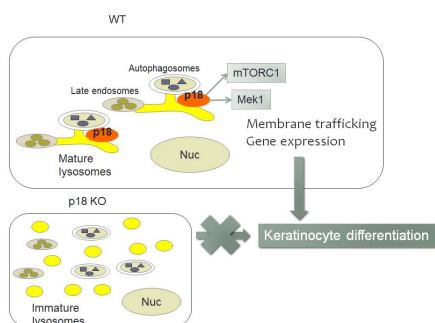 WT
Autophagosomes
mTORC1
Late endosomes
p18
Mek1
p18
Membrane trafficking
Gene expression
Mature
lysosomes
Nuc
p18 KO
Keratinocyte differentiation
Nuc
Immature
lysosomes